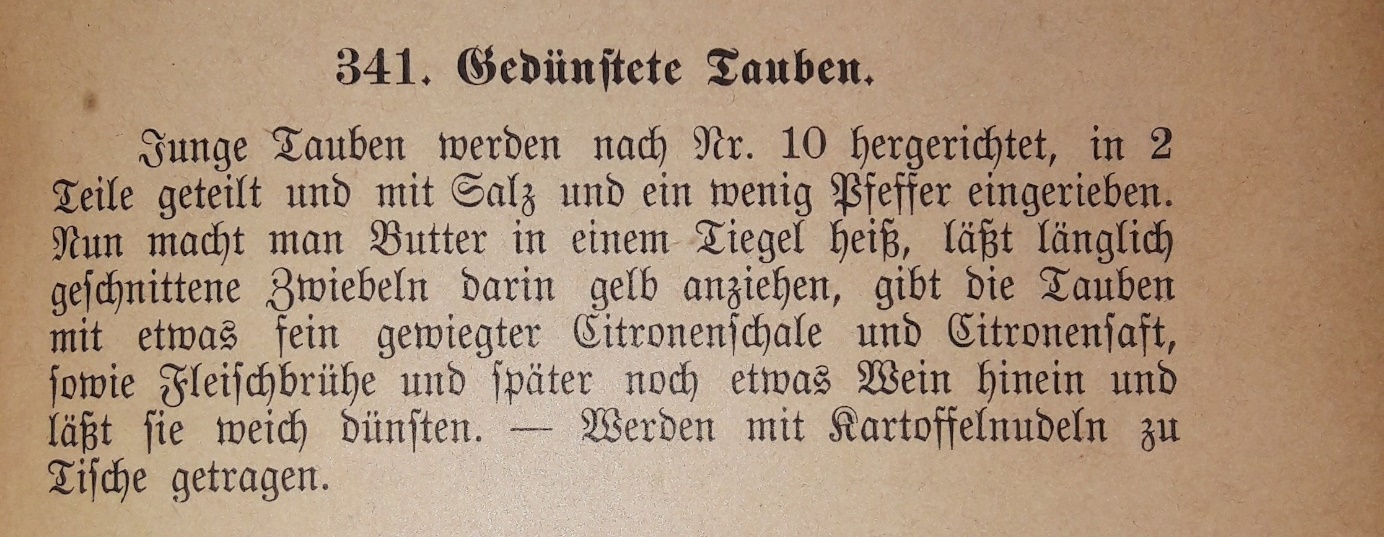 341. Gedünstete Tauben.
Junge Tauben werden nach Nr. 10 hergerichtet, in 2
Teile geteilt und mit Salz und ein wenig Pfeffer eingerieben.
Nun macht man Butter in einem Tiegel heiß, läßt länglich
geschnittene Zwiebeln darin gelb anziehen, gibt die Tauben
mit etwas fein gewiegter Citronenschale und Citronensaft,
sowie Fleischbrühe und später noch etwas Wein hinein und
läßt sie weich dünsten. — Werden mit Kartoffelnudeln zu
Tische getragen.